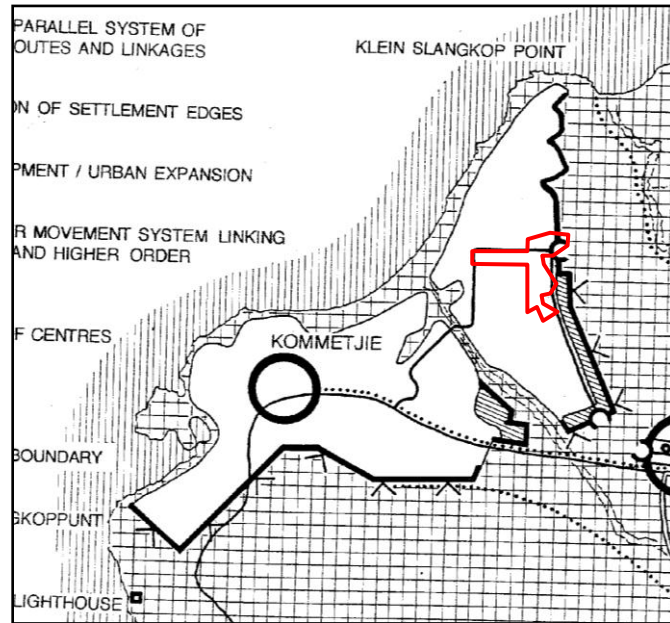 PARALLEL SYSTEM OF
OUTES AND LINKAGES
KLEIN SLANGKOP POINT
ON OF SETTLEMENT EDGES
PMENT / URBAN EXPANSION
R MOVEMENT SYSTEM LINKING
AND HIGHER ORDER
F CENTRES
KOMMETJIE
BOUNDARY
GKOPPUNT
LIGHTHOUSE